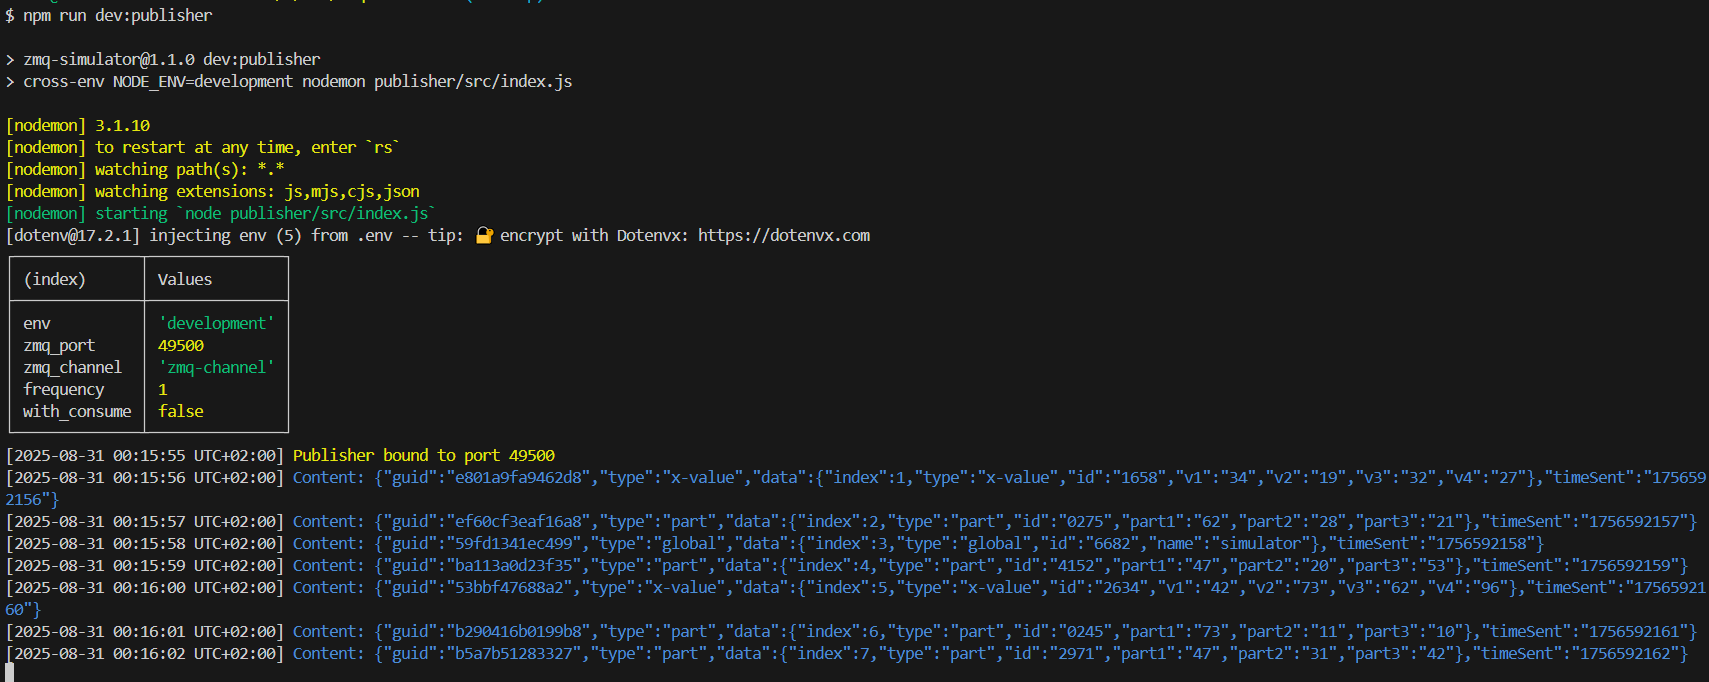 $ npm run dev:publisher
> zmq-simulator@1.1.0 dev:publisher
> cross-env NODE_ENV=development nodemon publisher/src/index.js
[nodemon] 3.1.10
[nodemon] to restart at any time, enter `rs`
[nodemon] watching path(s): *.*
[nodemon] watching extensions: js,mjs,cjs,json
[nodemon] starting `node publisher/src/index.js`
[dotenv@17.2.1] injecting env (5) from .env -- tip: 🔐 encrypt with Dotenvx: https://dotenvx.com
(index) Values
env 'development'
zmq_port 49500
zmq_channel 'zmq-channel'
frequency 1
with_consume false
[2025-08-31 00:15:55 UTC+02:00] Publisher bound to port 49500
[2025-08-31 00:15:56 UTC+02:00] Content: {"guid":"e801a9fa9462d8","type":"x-value","data":{"index":1,"type":"x-value","id":"1658","v1":"34","v2":"19","v3":"32","v4":"27"},"timeSent":"175659
2156"}
[2025-08-31 00:15:57 UTC+02:00] Content: {"guid":"ef60cf3eaf16a8","type":"part","data":{"index":2,"type":"part","id":"0275","part1":"62","part2":"28","part3":"21"},"timeSent":"1756592157"}
[2025-08-31 00:15:58 UTC+02:00] Content: {"guid":"59fd1341ec499","type":"global","data":{"index":3,"type":"global","id":"6682","name":"simulator"},"timeSent":"1756592158"}
[2025-08-31 00:15:59 UTC+02:00] Content: {"guid":"ba113a0d23f35","type":"part","data":{"index":4,"type":"part","id":"4152","part1":"47","part2":"20","part3":"53"},"timeSent":"1756592159"}
[2025-08-31 00:16:00 UTC+02:00] Content: {"guid":"53bbf47688a2","type":"x-value","data":{"index":5,"type":"x-value","id":"2634","v1":"42","v2":"73","v3":"62","v4":"96"},"timeSent":"17565921
60"}
[2025-08-31 00:16:01 UTC+02:00] Content: {"guid":"b290416b0199b8","type":"part","data":{"index":6,"type":"part","id":"0245","part1":"73","part2":"11","part3":"10"},"timeSent":"1756592161"}
[2025-08-31 00:16:02 UTC+02:00] Content: {"guid":"b5a7b51283327","type":"part","data":{"index":7,"type":"part","id":"2971","part1":"47","part2":"31","part3":"42"},"timeSent":"1756592162"}